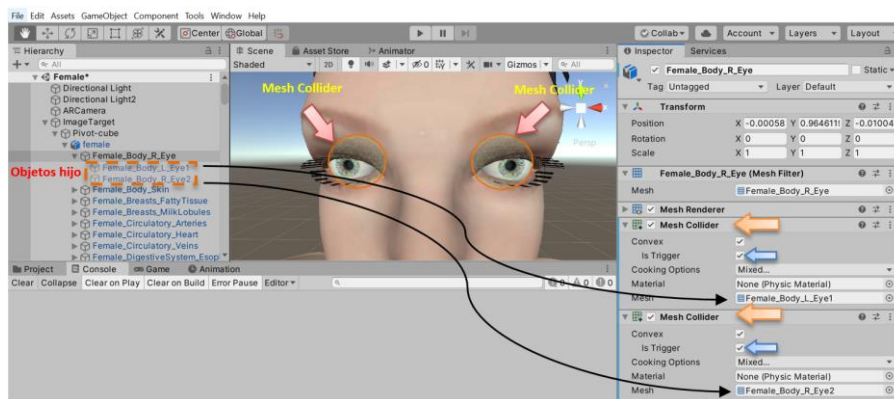 File Edit Assets GameObject Component Tools Window Help
Center Global
Collab Account Layers Layout
Hierarchy
All
Female*
Directional Light
Directional Light2
ARCamera
ImageTarget
Pivot-cube
female
Female_Body_R_Eye
Objetos hijo
Female_Body_L_Eye1
Female_Body_R_Eye2
Female_Body_Skin
Female_Breasts_FattyTissue
Female_Breasts_MilkLobules
Female_Circulatory_Arteries
Female_Circulatory_Heart
Female_Circulatory_Veins
Female_DigestiveSystem_Esop
Scene Asset Store Animator
Shaded 2D 0 Gizmos All
Mesh Collider
Mesh Collider
y
Persp
Project Console Game Animation
Clear Collapse Clear on Play Clear on Build Error Pause Editor
0 0 0
Inspector Services
Female_Body_R_Eye Static
Tag Untagged Layer Default
Transform
Position X -0.00058 Y 0.9646111 Z -0.01004
Rotation X 0 Y 0 Z 0
Scale X 1 Y 1 Z 1
Female_Body_R_Eye (Mesh Filter)
Mesh Female_Body_R_Eye
Mesh Renderer
Mesh Collider
Convex
Is Trigger
Cooking Options Mixed...
Material None (Physic Material)
Mesh Female_Body_L_Eye1
Mesh Collider
Convex
Is Trigger
Cooking Options Mixed...
Material None (Physic Material)
Mesh Female_Body_R_Eye2